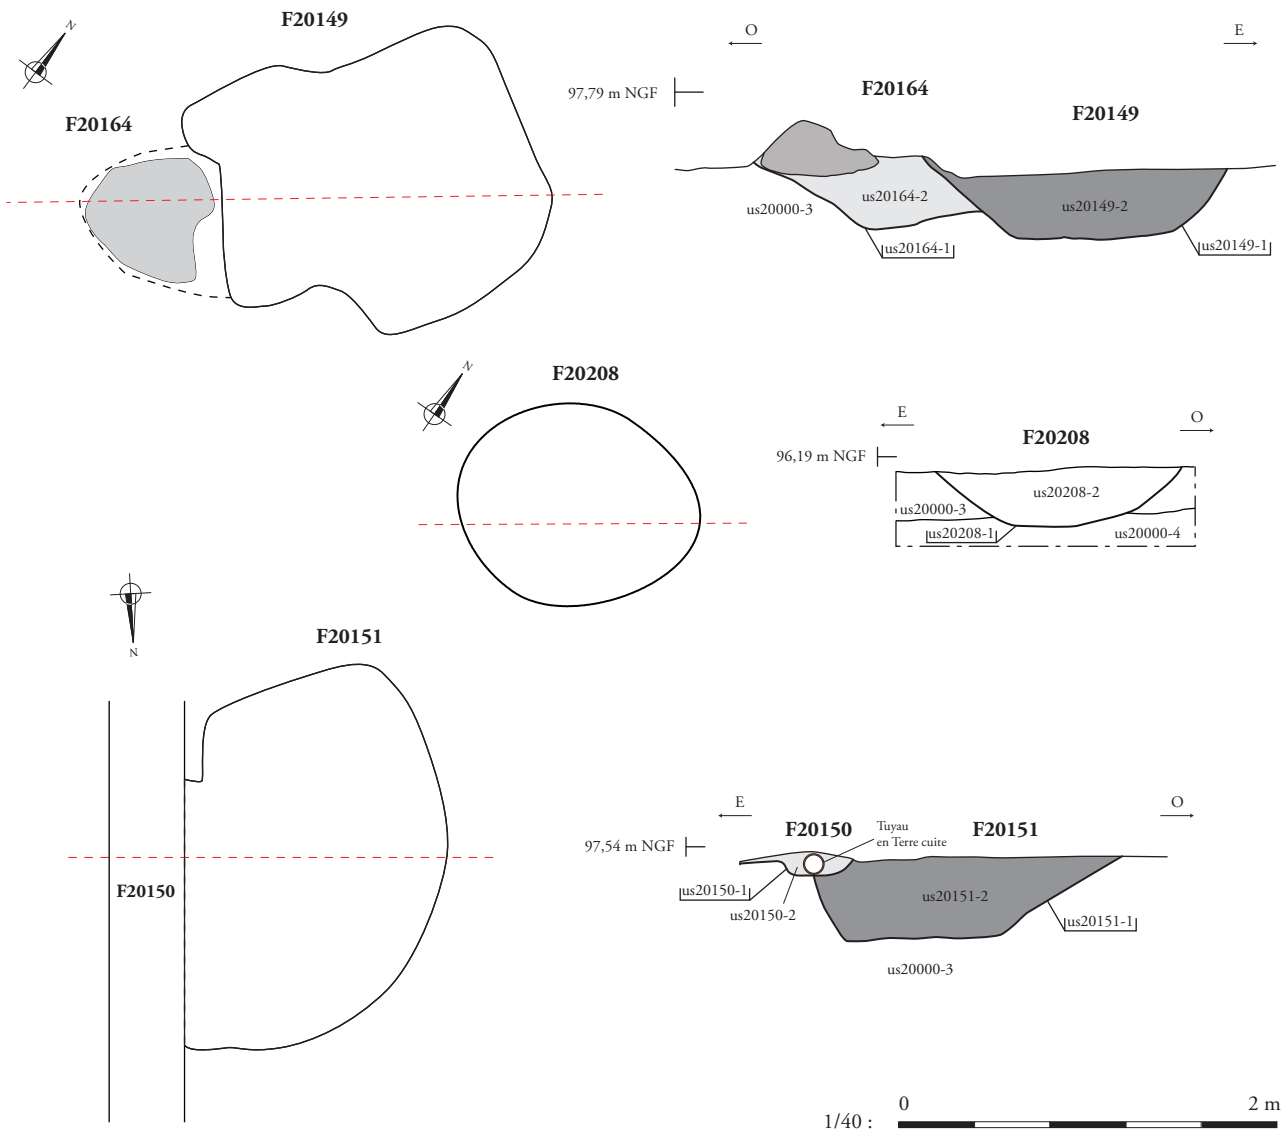 F20149
N
F20164
O
E
97,79 m NGF
F20164
F20149
us20164-2
us20149-2
us20000-3
us20164-1
us20149-1
N
F20208
E
O
F20208
96,19 m NGF
us20208-2
us20000-3
us20208-1
us20000-4
N
F20151
F20150
E
O
F20150
Tuyau
en Terre cuite
F20151
97,54 m NGF
us20150-1
us20150-2
us20151-2
us20151-1
us20000-3
0
2 m
1/40 :